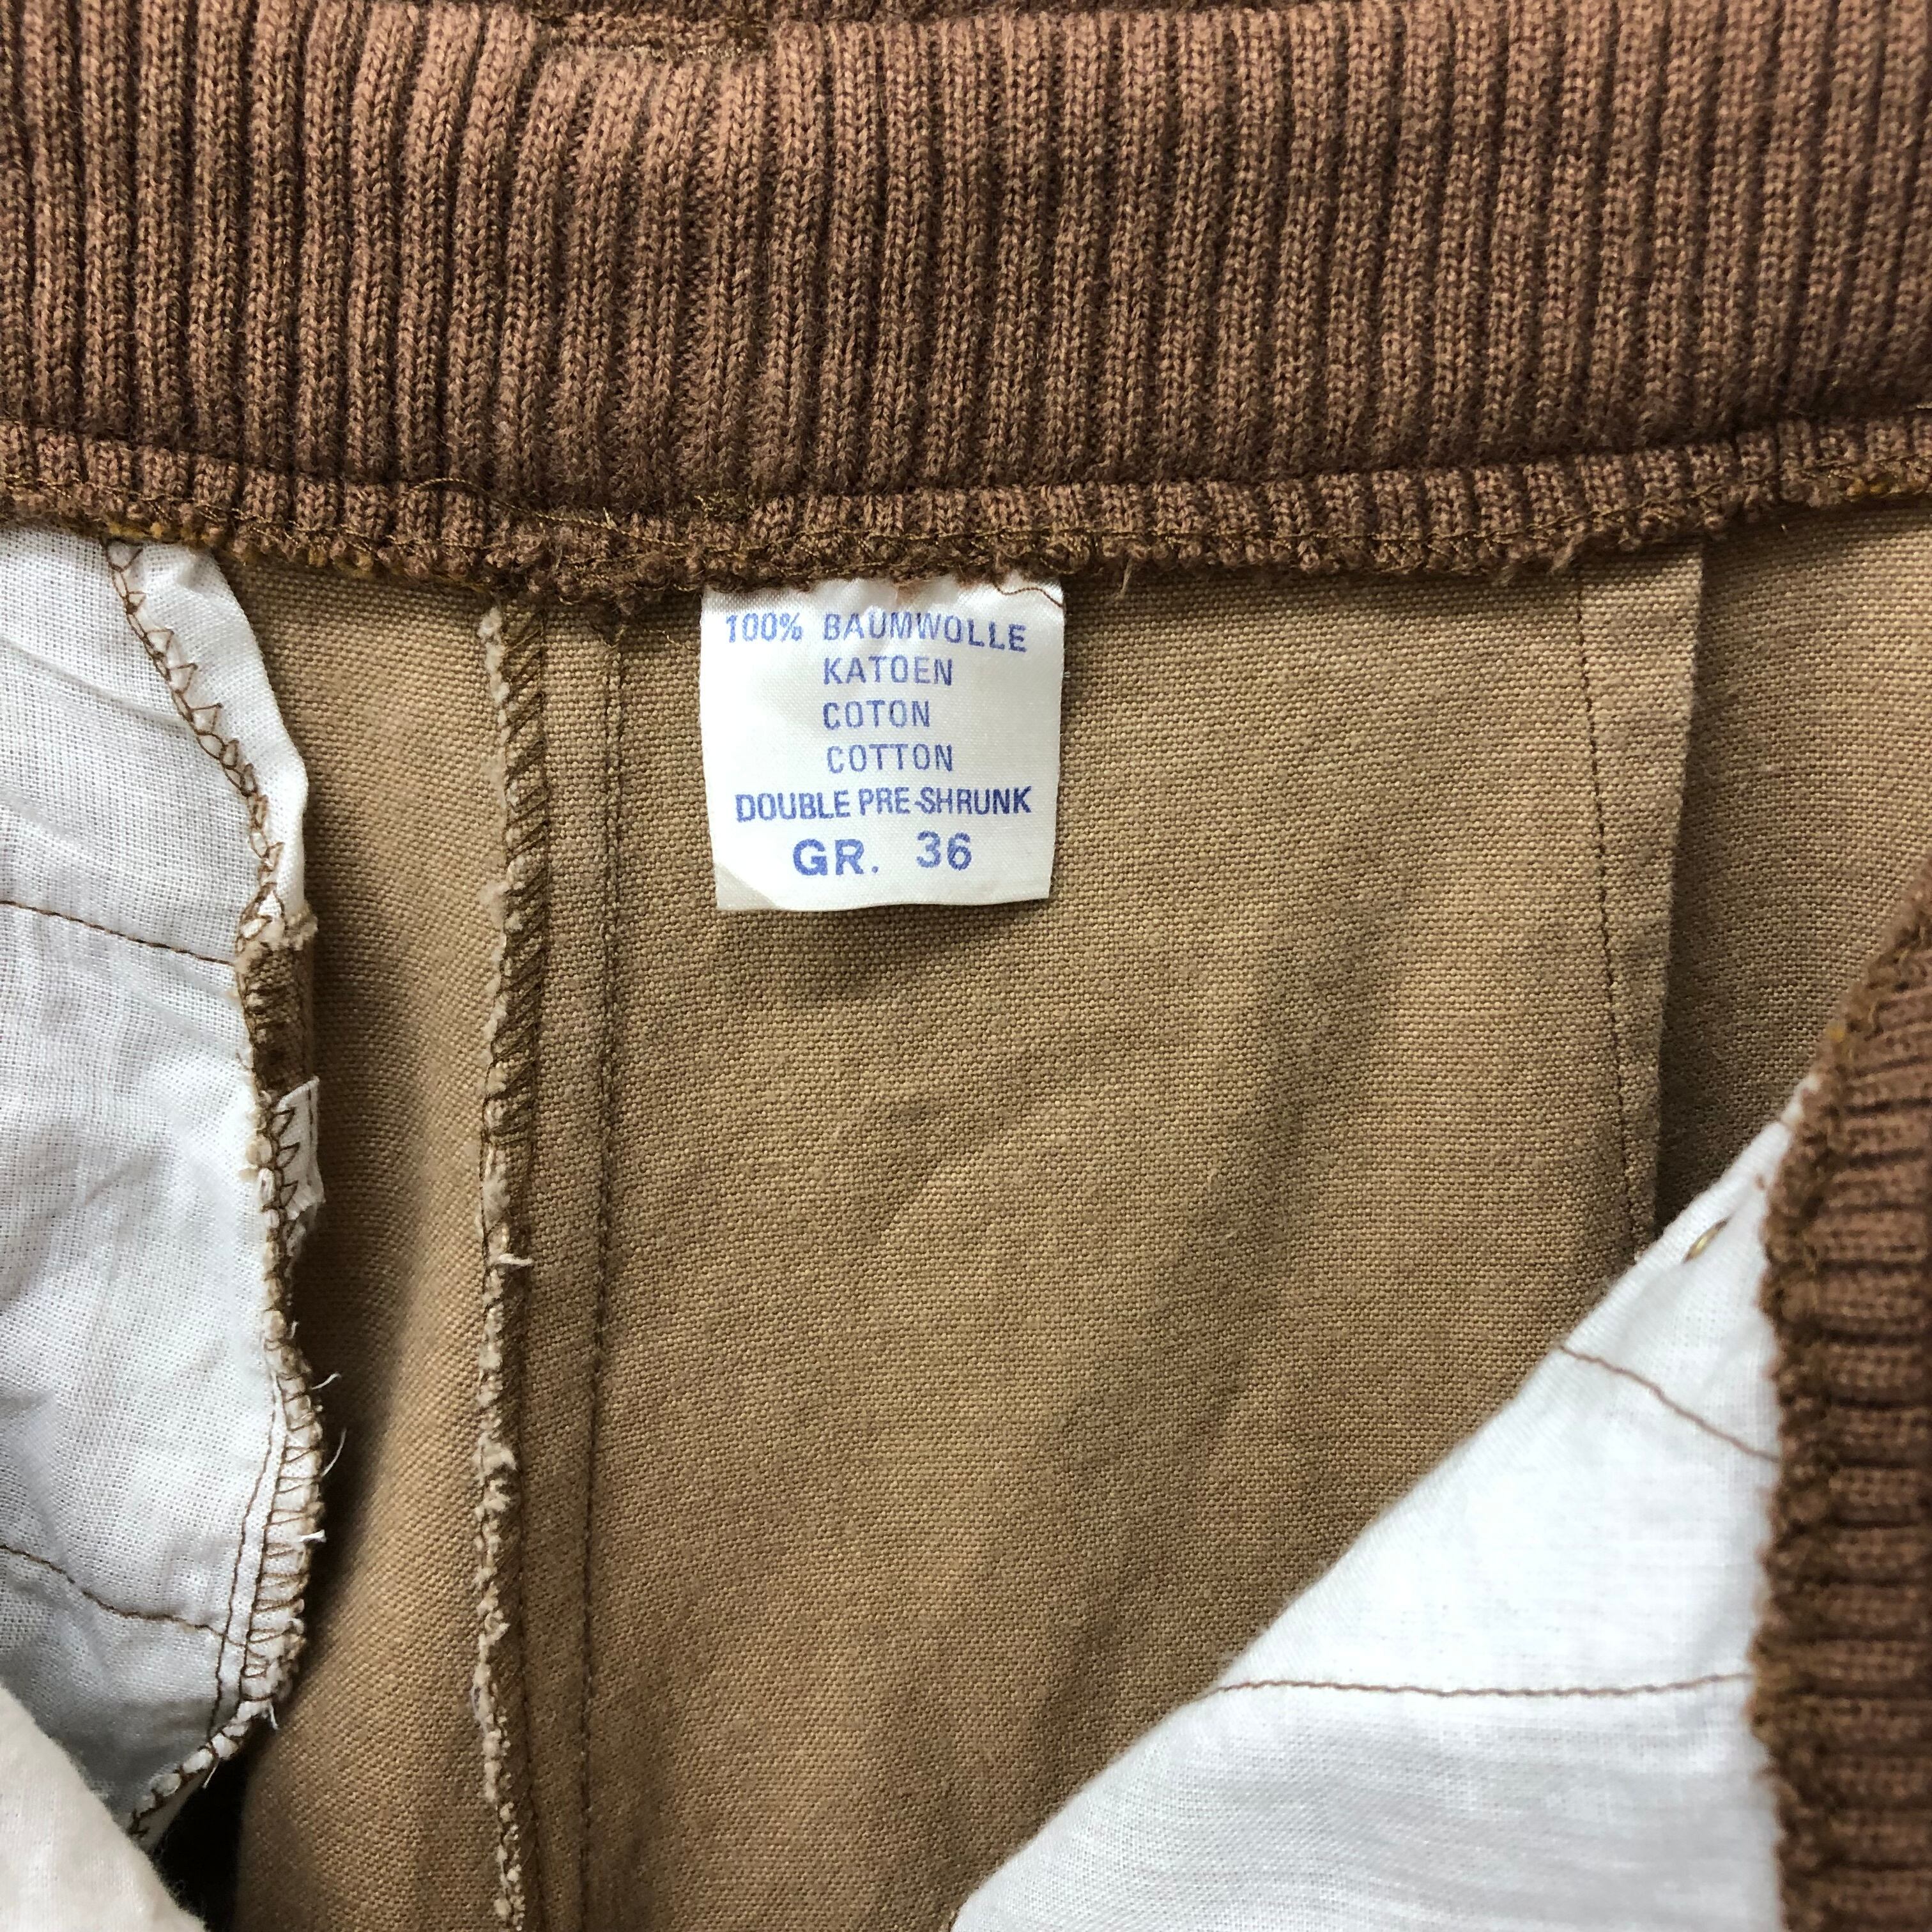 100% BAUMWOLLE
KATOEN
COTON
COTTON
DOUBLE PRE-SHRUNK
GR. 36